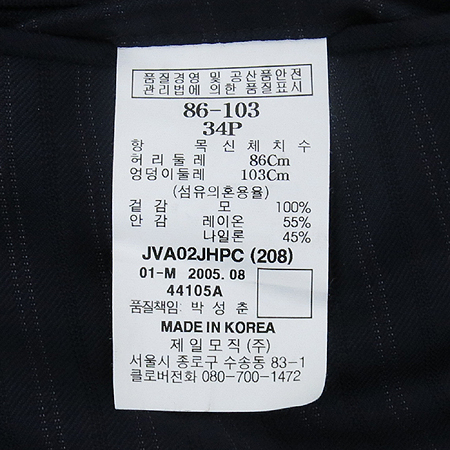 품질경영 및 공산품안전
관리법에 의한 품질표시
86-103
34P
항 목 신체치수
허리둘레 86Cm
엉덩이둘레 103Cm
(섬유의혼용율)
겉감 모 100%
안감 레이온 55%
나일론 45%
JVA02JHPC (208)
01-M 2005. 08
44105A
품질책임: 박성춘
MADE IN KOREA
제일모직(주)
서울시 종로구 수송동 83-1
클로버전화 080-700-1472